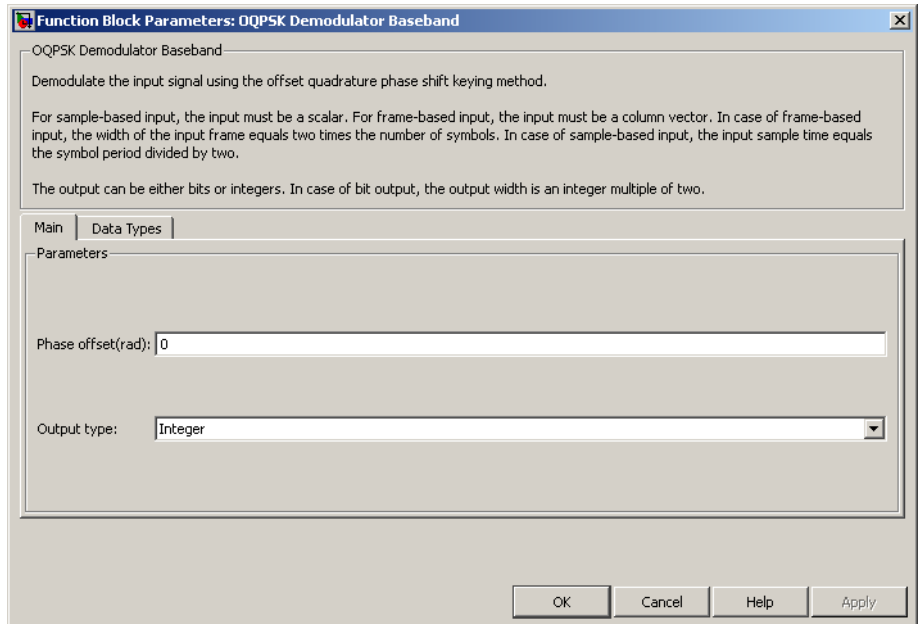 Function Block Parameters: OQPSK Demodulator Baseband
OQPSK Demodulator Baseband
Demodulate the input signal using the offset quadrature phase shift keying method.
For sample-based input, the input must be a scalar. For frame-based input, the input must be a column vector. In case of frame-based
input, the width of the input frame equals two times the number of symbols. In case of sample-based input, the input sample time equals
the symbol period divided by two.
The output can be either bits or integers. In case of bit output, the output width is an integer multiple of two.
Main Data Types
Parameters
Phase offset(rad): 0
Output type: Integer
OK Cancel Help Apply